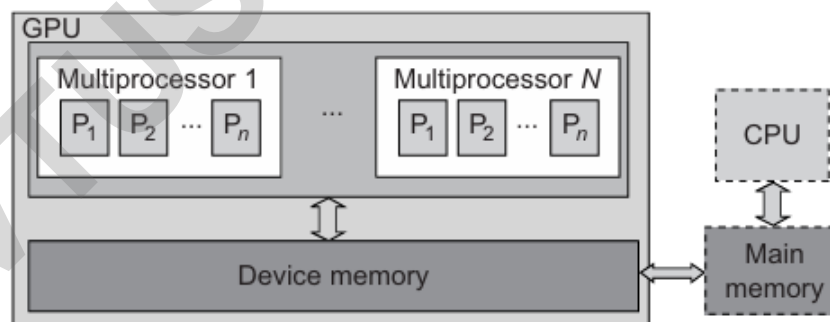 GPU
Multiprocessor 1
P1 P2 ... Pn
...
Multiprocessor N
P1 P2 ... Pn
CPU
Device memory
Main
memory